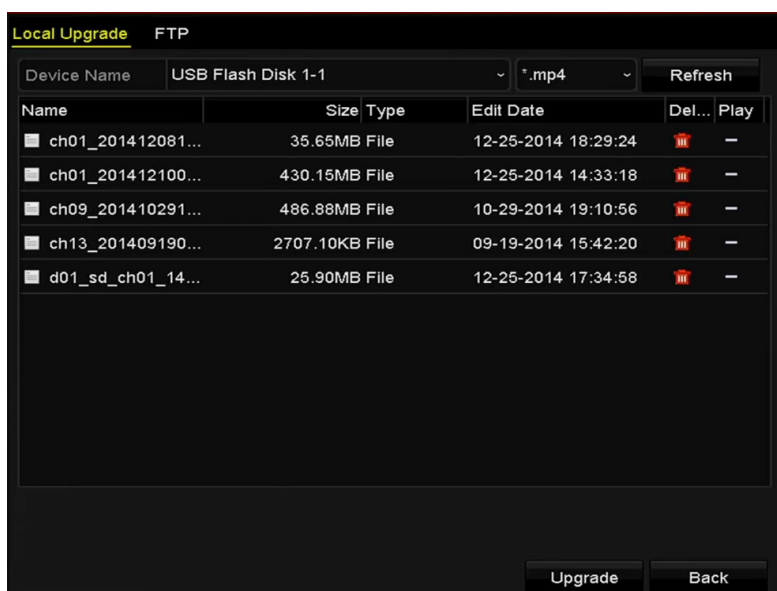 Local Upgrade FTP
Device Name USB Flash Disk 1-1 *.mp4 Refresh
Name Size Type Edit Date Del... Play
ch01_201412081... 35.65MB File 12-25-2014 18:29:24 –
ch01_201412100... 430.15MB File 12-25-2014 14:33:18 –
ch09_201410291... 486.88MB File 10-29-2014 19:10:56 –
ch13_201409190... 2707.10KB File 09-19-2014 15:42:20 –
d01_sd_ch01_14... 25.90MB File 12-25-2014 17:34:58 –
Upgrade Back